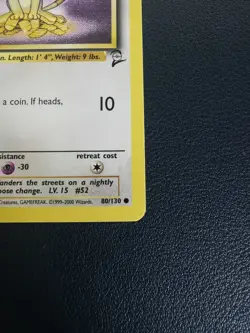 n. Length: 1' 4", Weight: 9 lbs.
2
a coin. If heads,
10
sistance
retreat cost
-30
anders the streets on a nightly
oose change. LV. 15 #52
Creatures, GAMEFREAK. ©1999-2000 Wizards.
80/130